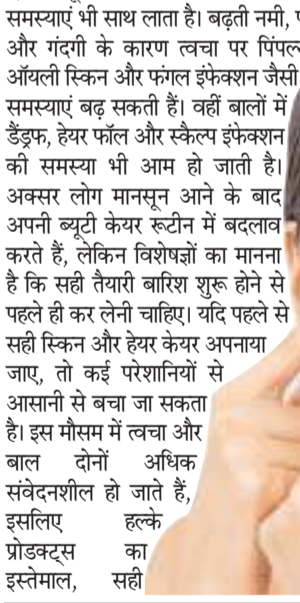 समस्याएं भी साथ लाता है। बढ़ती नमी,
और गंदगी के कारण त्वचा पर पिंपल
ऑयली स्किन और फंगल इंफेक्शन जैसी
समस्याएं बढ़ सकती हैं। वहीं बालों में
डैंड्रफ, हेयर फॉल और स्कैल्प इंफेक्शन
की समस्या भी आम हो जाती है।
अक्सर लोग मानसून आने के बाद
अपनी ब्यूटी केयर रूटीन में बदलाव
करते हैं, लेकिन विशेषज्ञों का मानना
है कि सही तैयारी बारिश शुरू होने से
पहले ही कर लेनी चाहिए। यदि पहले से
सही स्किन और हेयर केयर अपनाया
जाए, तो कई परेशानियों से
आसानी से बचा जा सकता
है। इस मौसम में त्वचा और
बाल दोनों अधिक
संवेदनशील हो जाते हैं,
इसलिए हल्के
प्रोडक्ट्स का
इस्तेमाल, सही